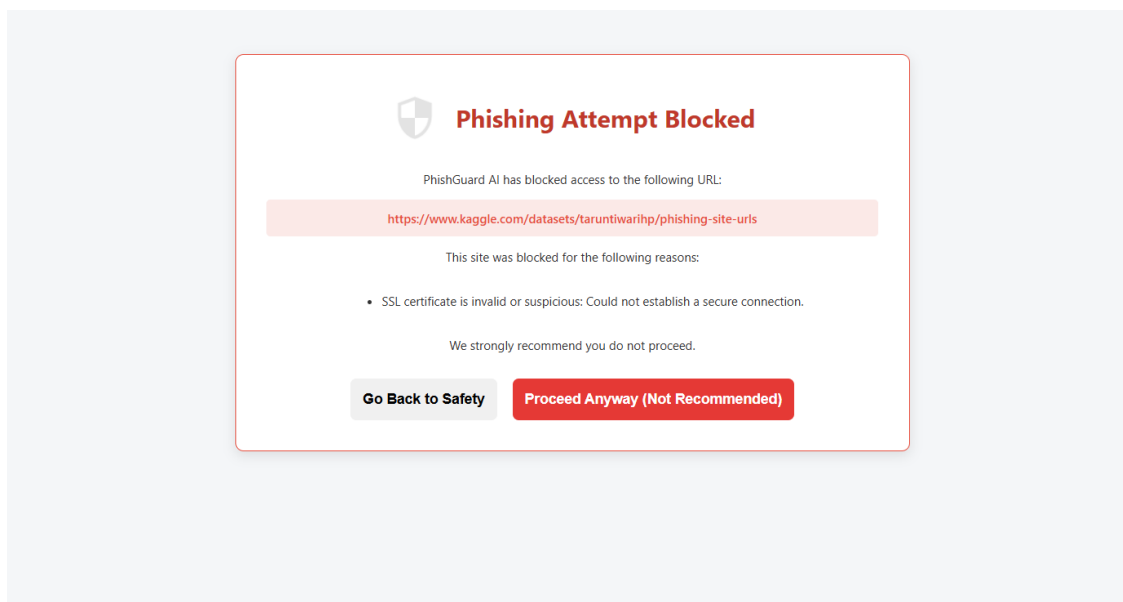 Phishing Attempt Blocked
PhishGuard AI has blocked access to the following URL:
https://www.kaggle.com/datasets/taruntiwarihp/phishing-site-urls
This site was blocked for the following reasons:
• SSL certificate is invalid or suspicious: Could not establish a secure connection.
We strongly recommend you do not proceed.
Go Back to Safety
Proceed Anyway (Not Recommended)